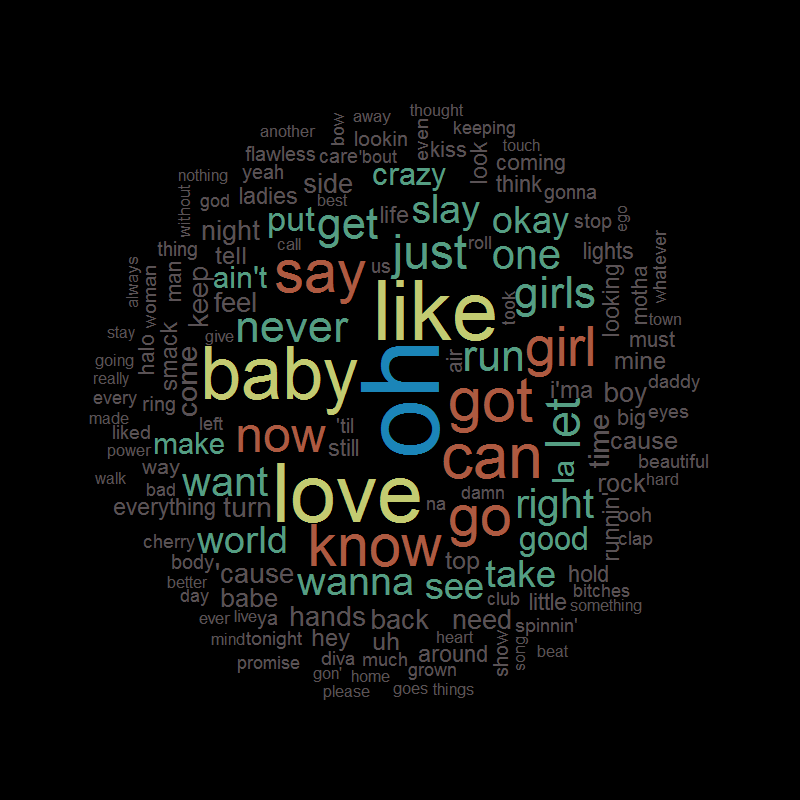 thought
another
bow
away
even
keeping
lookin
flawless
care
'bout
kiss
look
touch
coming
nothing
yeah
side
crazy
think
gonna
without
god
ladies
best
life
slay
okay
stop
ego
thing
night
put
get
call
just
roll
one
lights
whatever
always
woman
man
tell
ain't
say
us
like
took
girls
looking
motha
keep
feel
never
give
oh
air
run
girl
town
must
mine
stay
halo
smack
come
baby
got
i'ma
boy
daddy
going
really
every
ring
made
liked
power
left
'til
now
still
can
let
la
time
big
eyes
cause
make
way
walk
bad
want
love
na
damn
right
rock
beautiful
hard
everything
turn
know
go
good
runnin'
ooh
clap
cherry
world
top
body
'cause
wanna
see
take
hold
better
day
babe
club
little
bitches
something
ever
live
ya
hands
back
need
spinnin'
mind
tonight
hey
uh
heart
show
song
beat
promise
diva
much
around
gon'
home
grown
please
goes
things